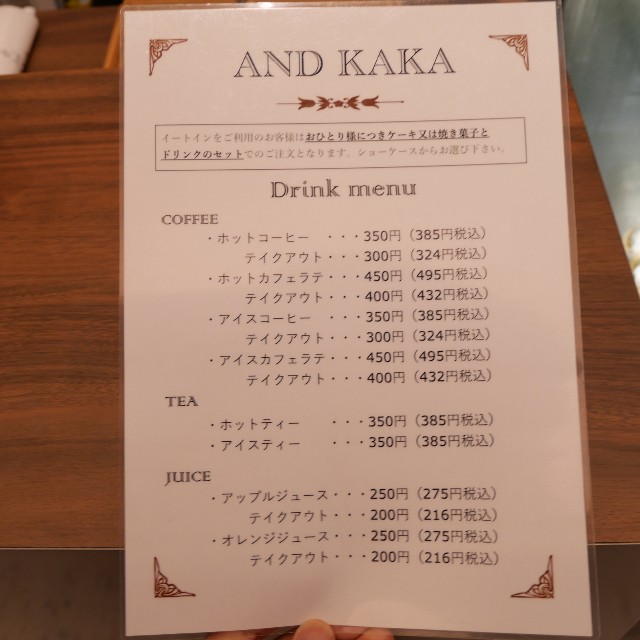 AND KAKA
イートインをご利用のお客様はおひとり様につきケーキ又は焼き菓子と
ドリンクのセットでのご注文となります。ショーケースからお選び下さい。
Drink menu
COFFEE
・ホットコーヒー ・・・350円（385円税込）
テイクアウト・・・300円（324円税込）
・ホットカフェラテ・・・450円（495円税込）
テイクアウト・・・400円（432円税込）
・アイスコーヒー ・・・350円（385円税込）
テイクアウト・・・300円（324円税込）
・アイスカフェラテ・・・450円（495円税込）
テイクアウト・・・400円（432円税込）
TEA
・ホットティー ・・・350円（385円税込）
・アイスティー ・・・350円（385円税込）
JUICE
・アップルジュース・・・250円（275円税込）
テイクアウト・・・200円（216円税込）
・オレンジジュース・・・250円（275円税込）
テイクアウト・・・200円（216円税込）